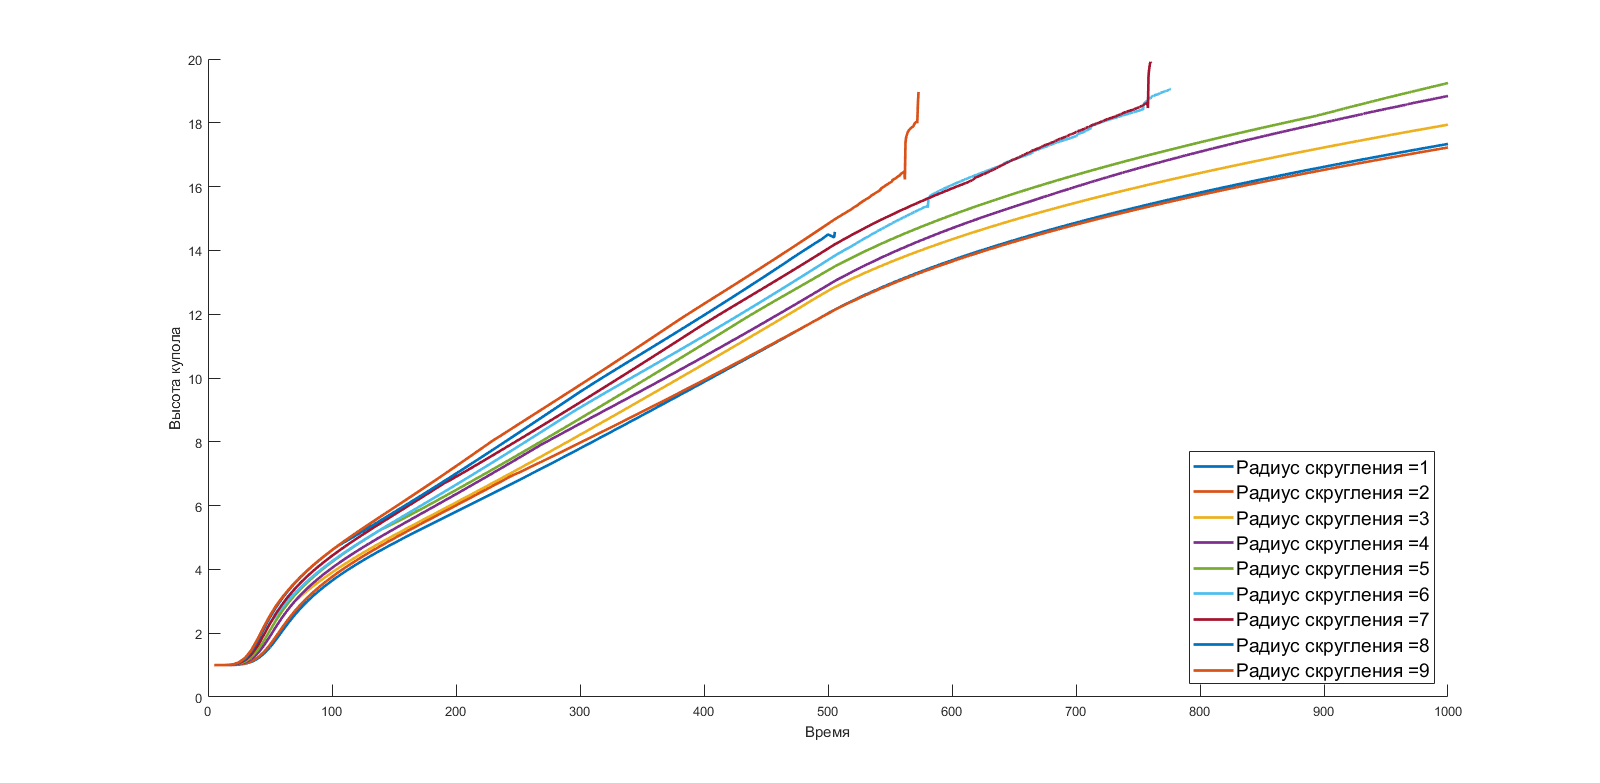 20
18
16
14
12
10
8
6
4
2
0
Высота купола
0 100 200 300 400 500 600 700 800 900 1000
Время
Радиус скругления =1
Радиус скругления =2
Радиус скругления =3
Радиус скругления =4
Радиус скругления =5
Радиус скругления =6
Радиус скругления =7
Радиус скругления =8
Радиус скругления =9